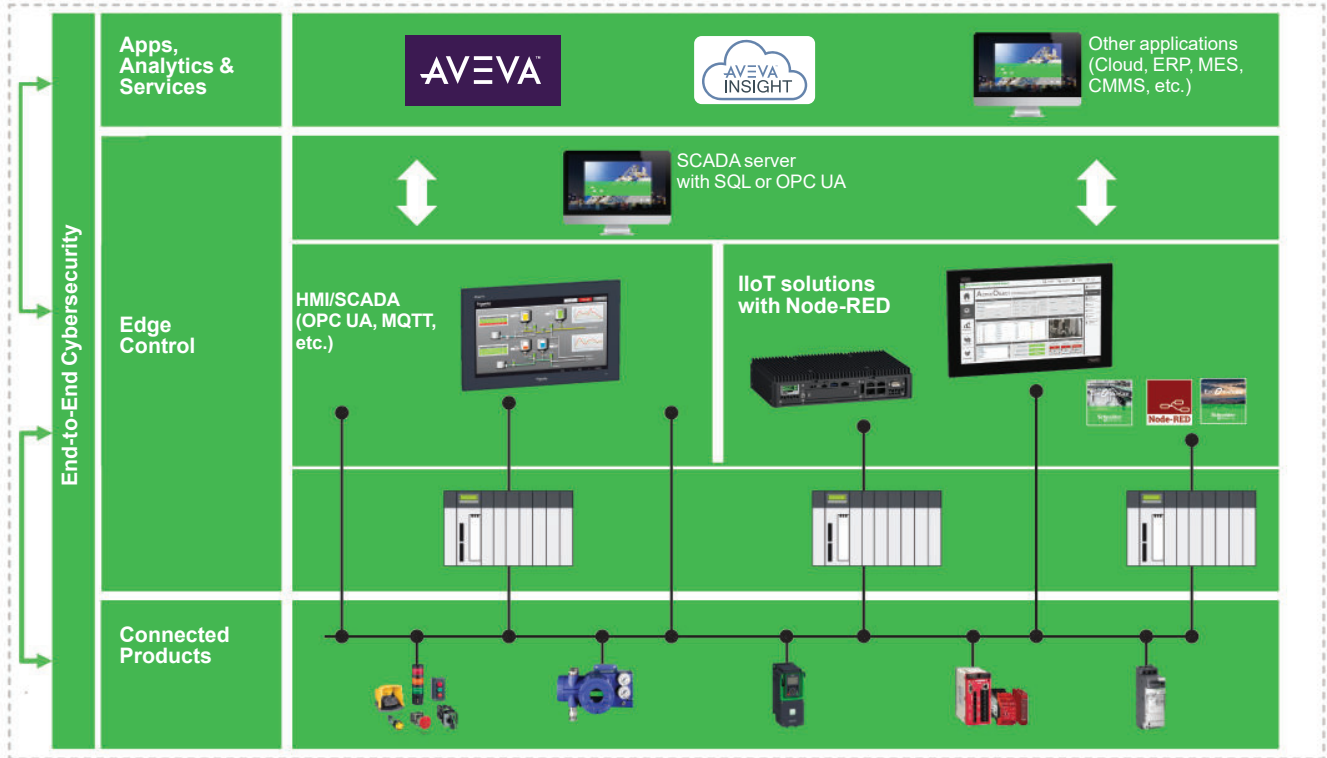 Apps,
Analytics &
Services
AVEVA™
AVEVA™
INSIGHT
Other applications
(Cloud, ERP, MES,
CMMS, etc.)
End-to-End Cybersecurity
Edge
Control
SCADA server
with SQL or OPC UA
HMI/SCADA
(OPC UA, MQTT,
etc.)
IIoT solutions
with Node-RED
Node-RED
Connected
Products